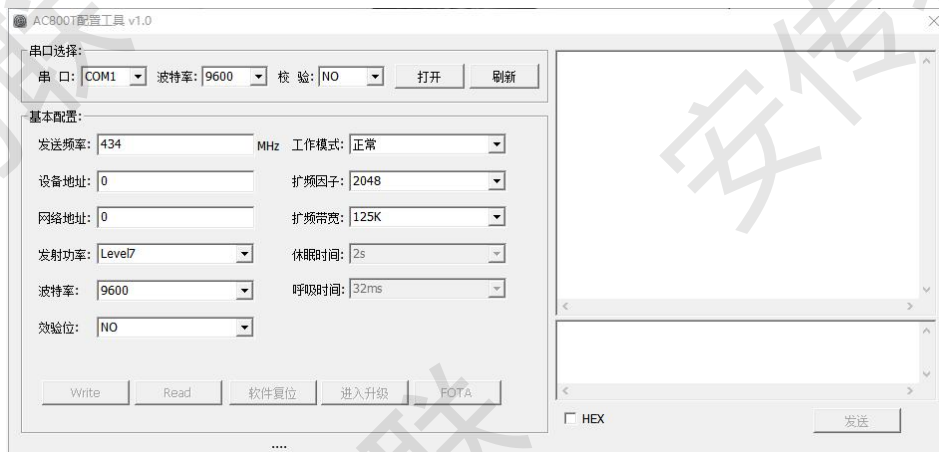 AC800T配置工具 v1.0
串口选择:
串 口: COM1 波特率: 9600 校 验: NO 打开 刷新
基本配置:
发送频率: 434 MHz 工作模式: 正常
设备地址: 0 扩频因子: 2048
网络地址: 0 扩频带宽: 125K
发射功率: Level7 休眠时间: 2s
波特率: 9600 呼吸时间: 32ms
效验位: NO
Write Read 软件复位 进入升级 FOTA
HEX 发送
....
安传
联
联